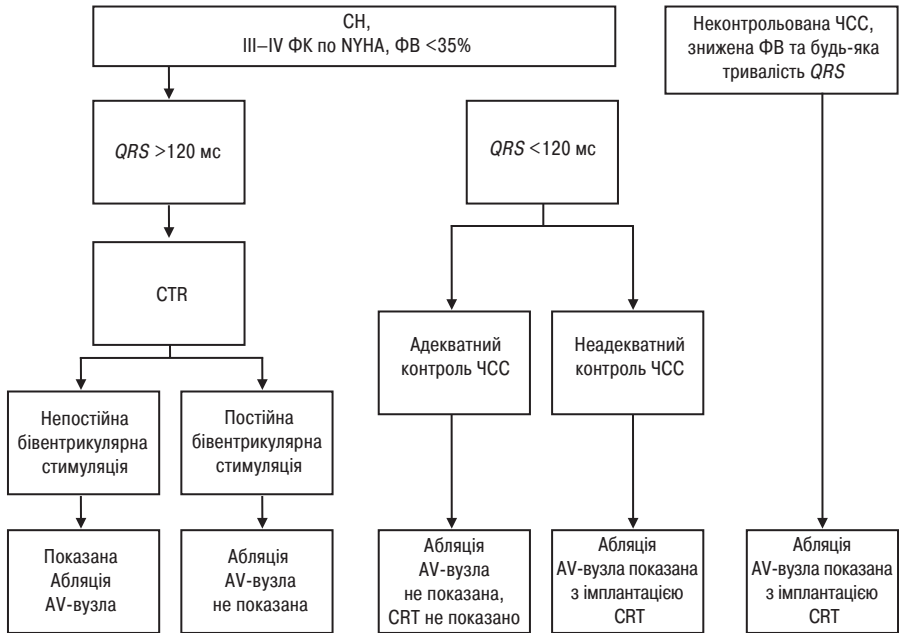 СН,
III–IV ФК по NYHA, ФВ <35%
Неконтрольована ЧСС,
знижена ФВ та будь-яка
тривалість QRS
QRS >120 мс
QRS <120 мс
CTR
Адекватний
контроль ЧСС
Неадекватний
контроль ЧСС
Непостійна
бівентрикулярна
стимуляція
Постійна
бівентрикулярна
стимуляція
Показана
Абляція
AV-вузла
Абляція
AV-вузла
не показана
Абляція
AV-вузла
не показана,
CRT не показано
Абляція
AV-вузла показана
з імплантацією
CRT
Абляція
AV-вузла показана
з імплантацією
CRT